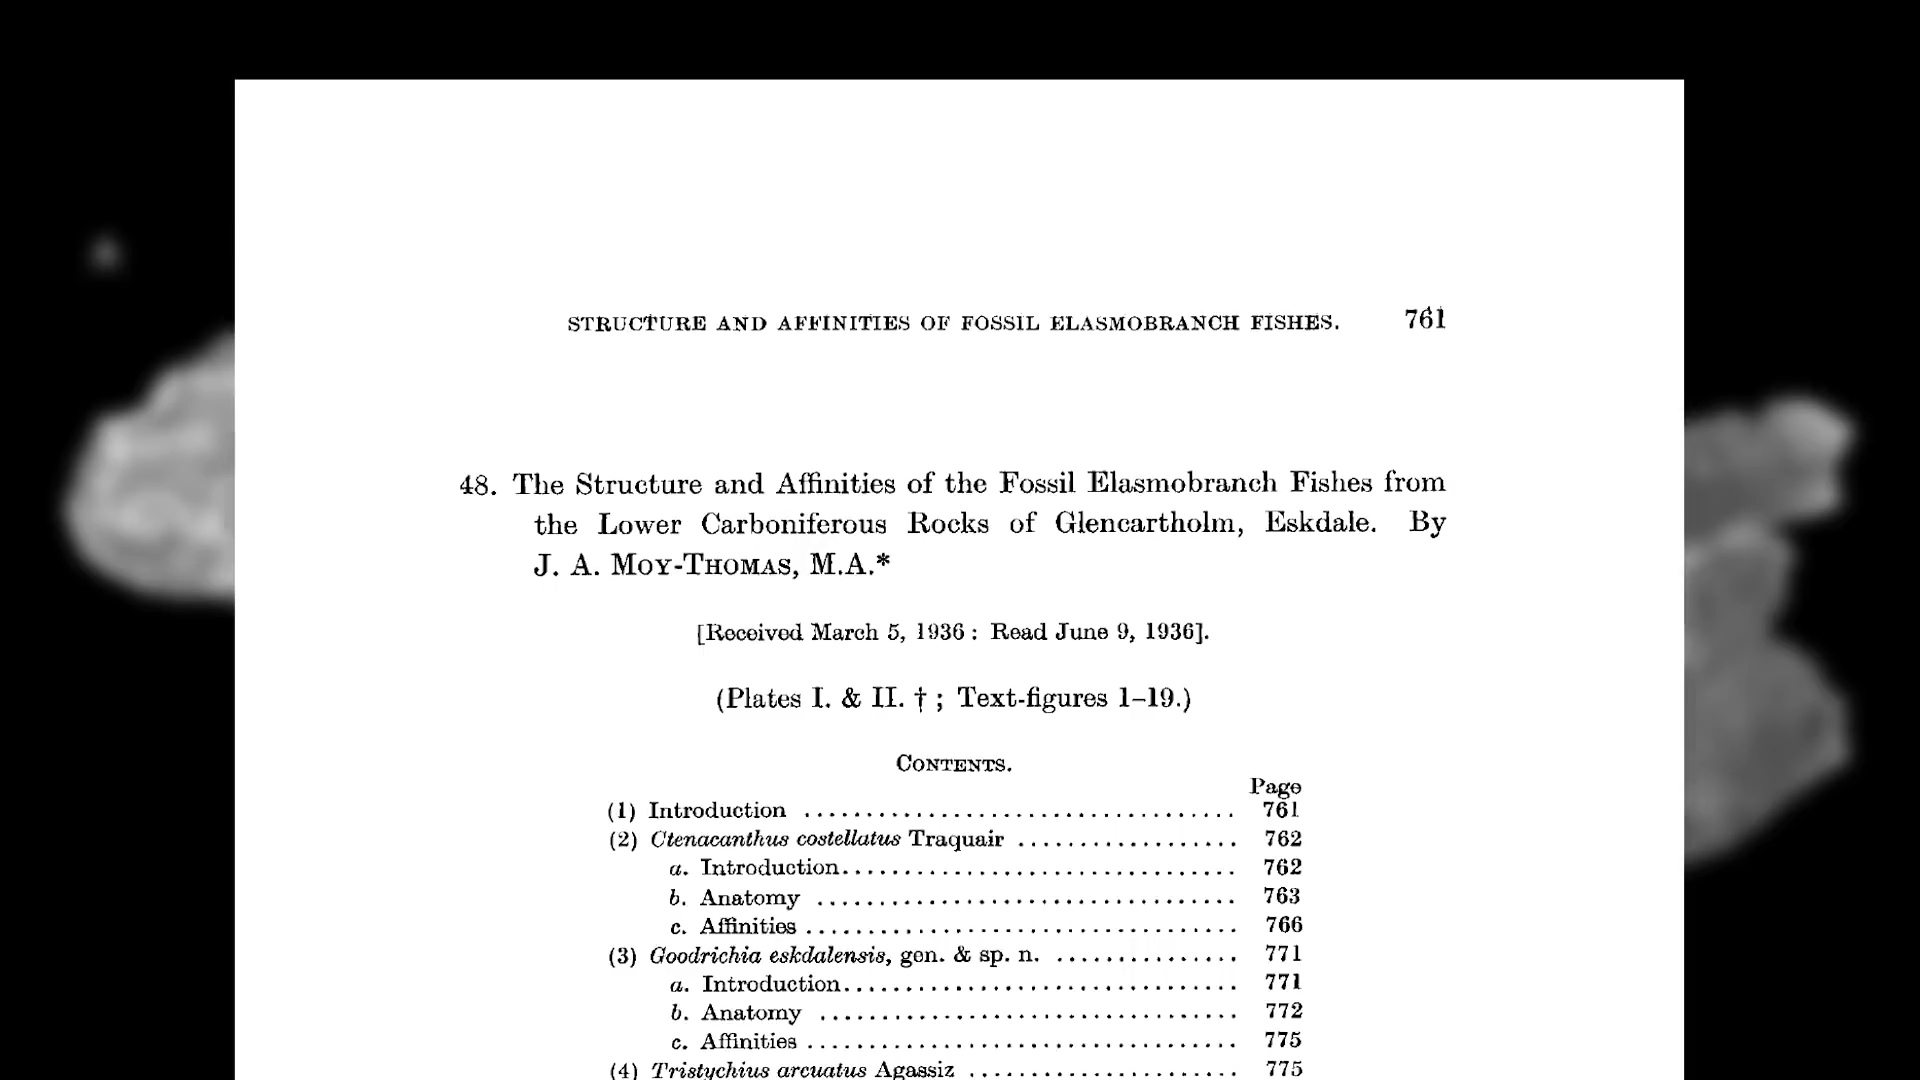 STRUCTURE AND AFFINITIES OF FOSSIL ELASMOBRANCH FISHES. 761
48. The Structure and Affinities of the Fossil Elasmobranch Fishes from
the Lower Carboniferous Rocks of Glencartholm, Eskdale. By
J. A. MOY-THOMAS, M.A.*
[Received March 5, 1936 : Read June 9, 1936].
(Plates I. & II. † ; Text-figures 1–19.)
CONTENTS.
Page
(1) Introduction .................................. 761
(2) Ctenacanthus costellatus Traquair .................. 762
a. Introduction................................ 762
b. Anatomy .................................. 763
c. Affinities .................................. 766
(3) Goodrichia eskdalensis, gen. & sp. n. ............... 771
a. Introduction................................ 771
b. Anatomy .................................. 772
c. Affinities .................................. 775
(4) Tristychius arcuatus Agassiz ...................... 775